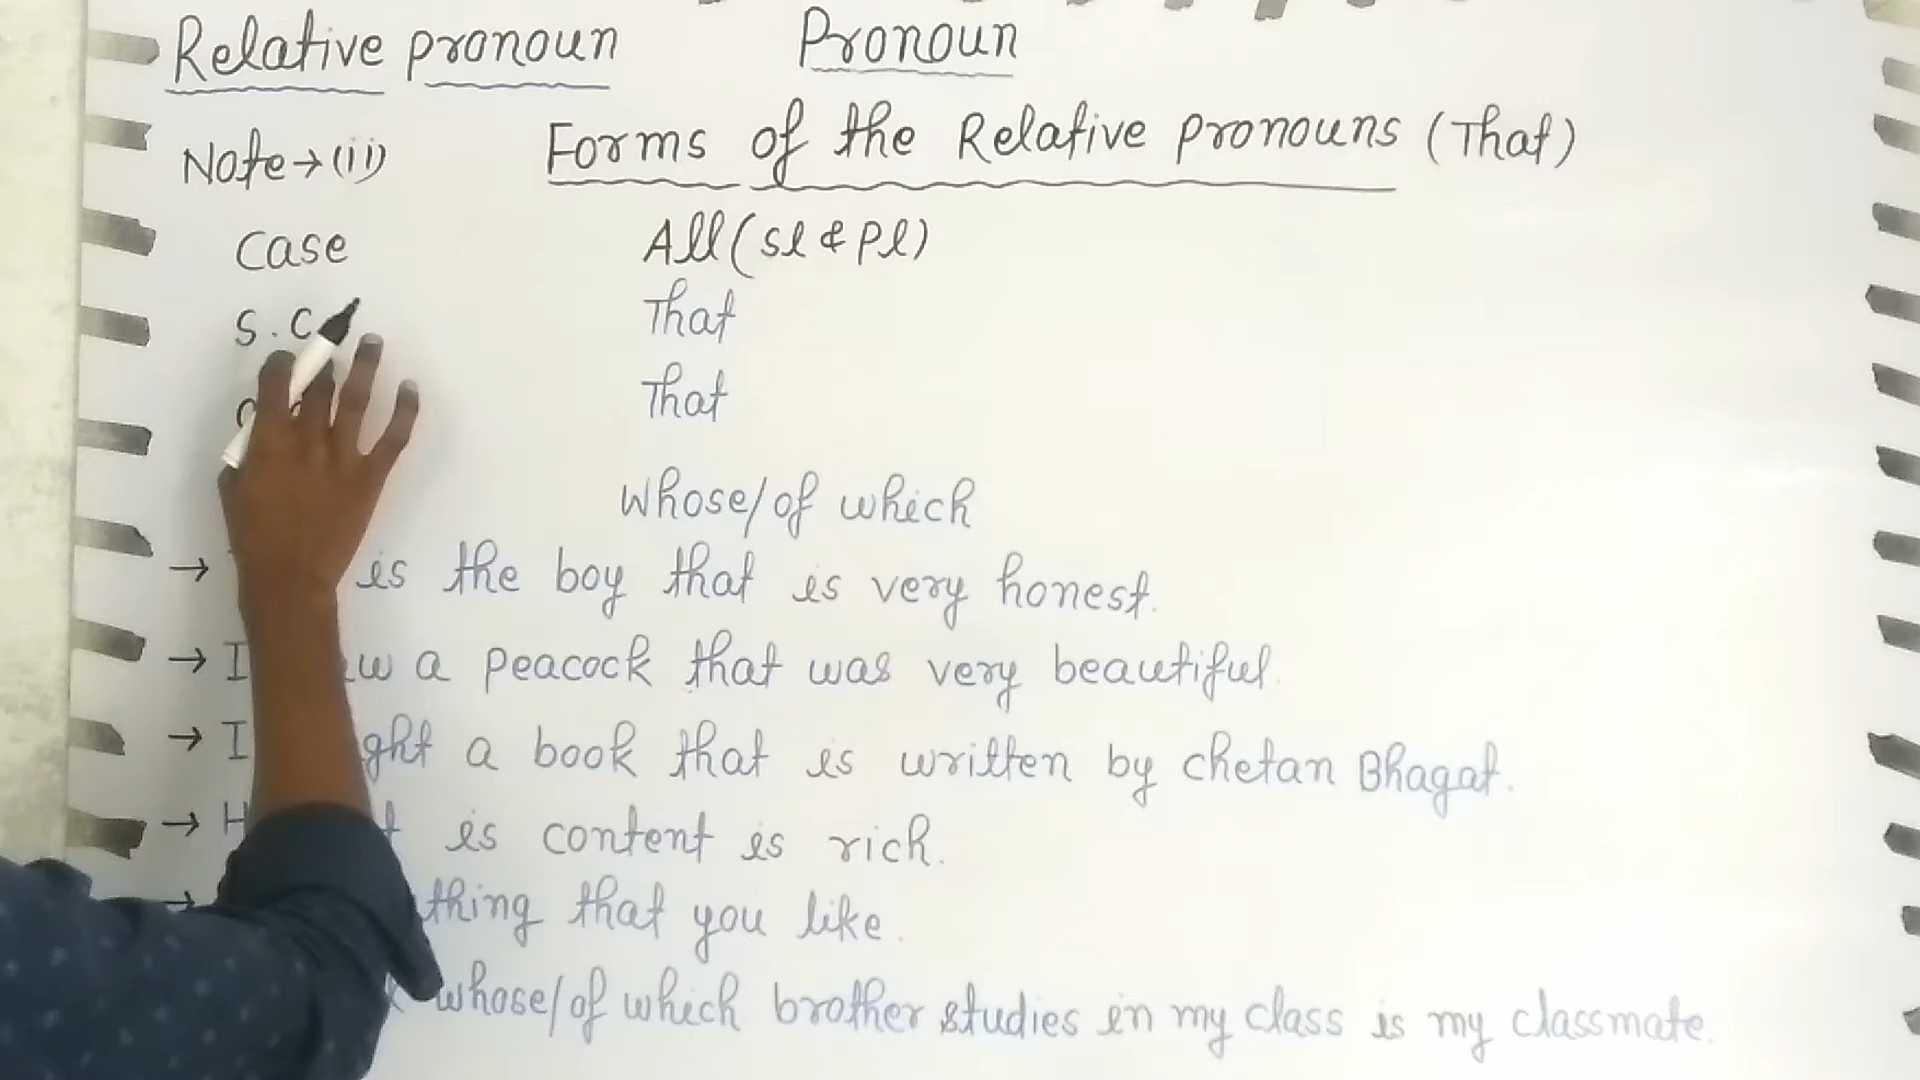 Relative pronoun Pronoun
Note→(ii) Forms of the Relative pronouns (That)
Case All (Sl & Pl)
S.C That
That
Whose/of which
→ is the boy that is very honest.
→ I a peacock that was very beautiful.
→ I a book that is written by chetan Bhagat.
→ is content is rich.
→ that you like.
whose/of which brother studies in my class is my classmate.